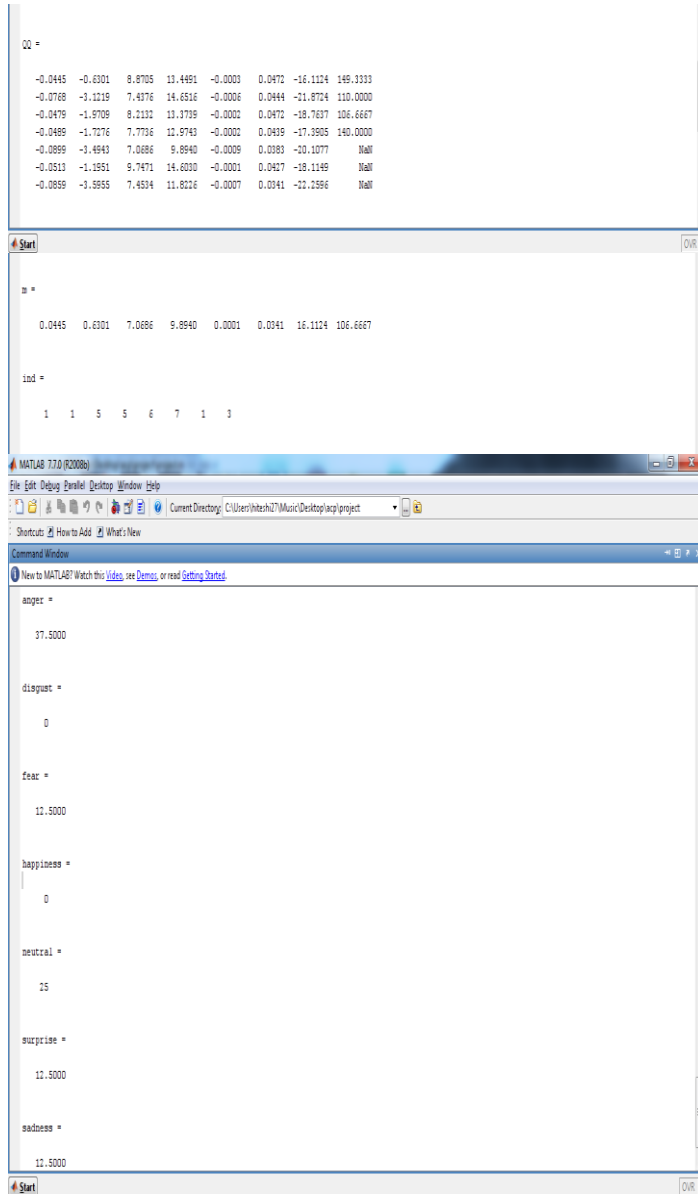 QQ =
-0.0445 -0.6301 8.8705 13.4491 -0.0003 0.0472 -16.1124 149.3333
-0.0768 -3.1219 7.4376 14.6516 -0.0006 0.0444 -21.8724 110.0000
-0.0479 -1.9709 8.2132 13.3739 -0.0002 0.0472 -18.7637 106.6667
-0.0489 -1.7276 7.7736 12.9743 -0.0002 0.0439 -17.3905 140.0000
-0.0899 -3.4943 7.0686 9.8940 -0.0009 0.0383 -20.1077 NaN
-0.0513 -1.1951 9.7471 14.6030 -0.0001 0.0427 -18.1149 NaN
-0.0859 -3.5955 7.4534 11.8226 -0.0007 0.0341 -22.2596 NaN
Start OVR
m =
0.0445 0.6301 7.0686 9.8940 0.0001 0.0341 16.1124 106.6667
ind =
1 1 5 5 6 7 1 3
MATLAB 7.7.0 (R2008b)
File Edit Debug Parallel Desktop Window Help
Current Directory: C:\Users\hiteshi27\Music\Desktop\acp\project
Shortcuts How to Add What's New
Command Window
New to MATLAB? Watch this Video, see Demos, or read Getting Started.
anger =
37.5000
disgust =
0
fear =
12.5000
happiness =
0
neutral =
25
surprise =
12.5000
sadness =
12.5000
Start OVR